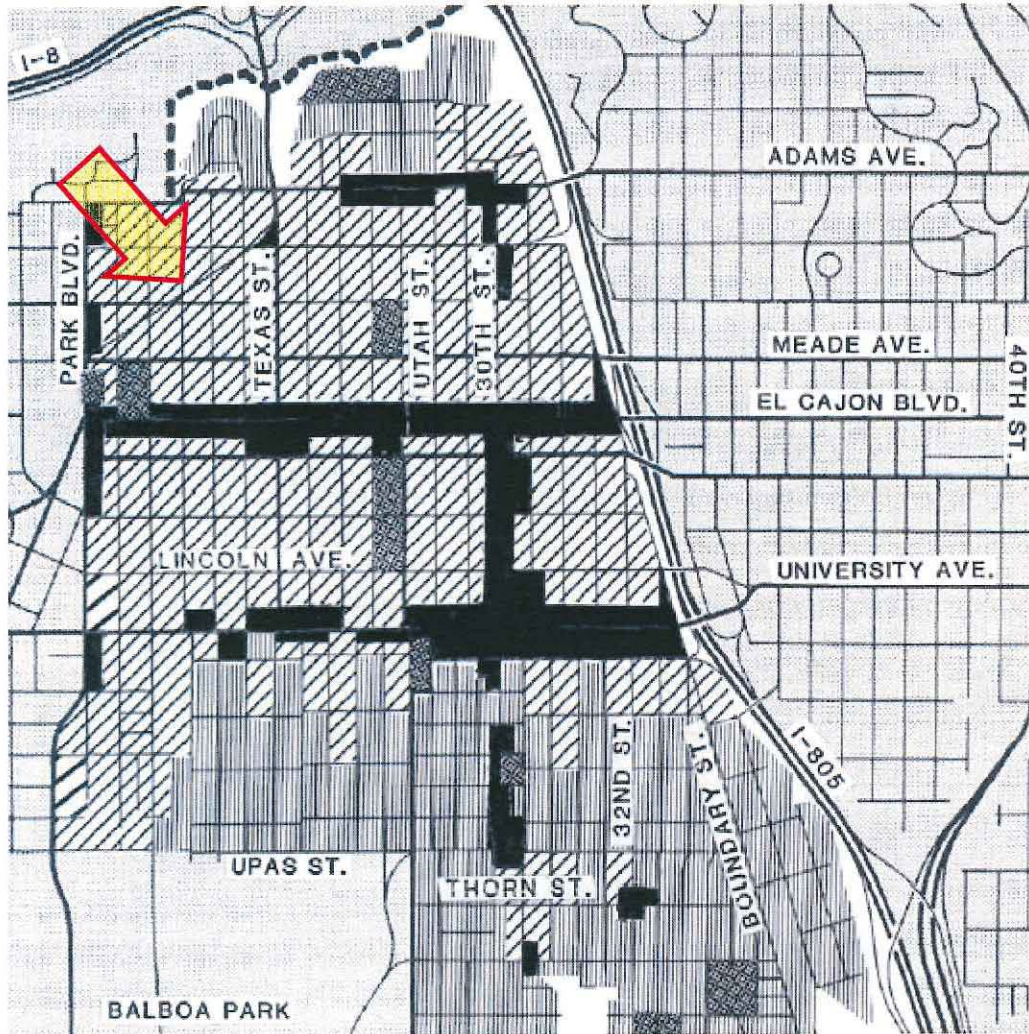 I-8
ADAMS AVE.
PARK BLVD.
TEXAS ST.
UTAH ST.
30TH ST.
MEADE AVE.
40TH ST.
EL CAJON BLVD.
LINCOLN AVE.
UNIVERSITY AVE.
32ND ST.
BOUNDARY ST.
I-805
UPAS ST.
THORN ST.
BALBOA PARK